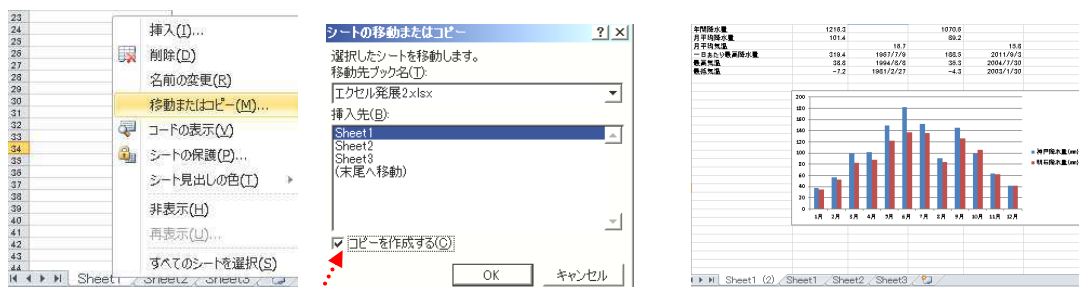 23
24
25
26
27
28
29
30
31
32
33
34
35
36
37
38
39
40
41
42
43
44
挿入(I)...
削除(D)
名前の変更(R)
移動またはコピー(M)...
コードの表示(V)
シートの保護(P)...
シート見出しの色(T)
非表示(H)
再表示(U)...
すべてのシートを選択(S)
Sheet1 Sheet2 Sheet3
シートの移動またはコピー
選択したシートを移動します。
移動先ブック名(T):
エクセル発展2.xlsx
挿入先(B):
Sheet1
Sheet2
Sheet3
(末尾へ移動)
コピーを作成する(C)
OK キャンセル
年間降水量 1216.3 1070.6
月平均降水量 101.4 89.2
月平均気温 16.7 15.6
一日あたり最高降水量 319.4 1967/7/9 168.5 2011/9/3
最高気温 38.8 1994/8/8 38.3 2004/7/30
最低気温 -7.2 1981/2/27 -4.3 2003/1/30
200
180
160
140
120
100
80
60
40
20
0
1月 2月 3月 4月 5月 6月 7月 8月 9月 10月 11月 12月
神戸降水量(mm)
明石降水量(mm)
Sheet1 (2) Sheet1 Sheet2 Sheet3